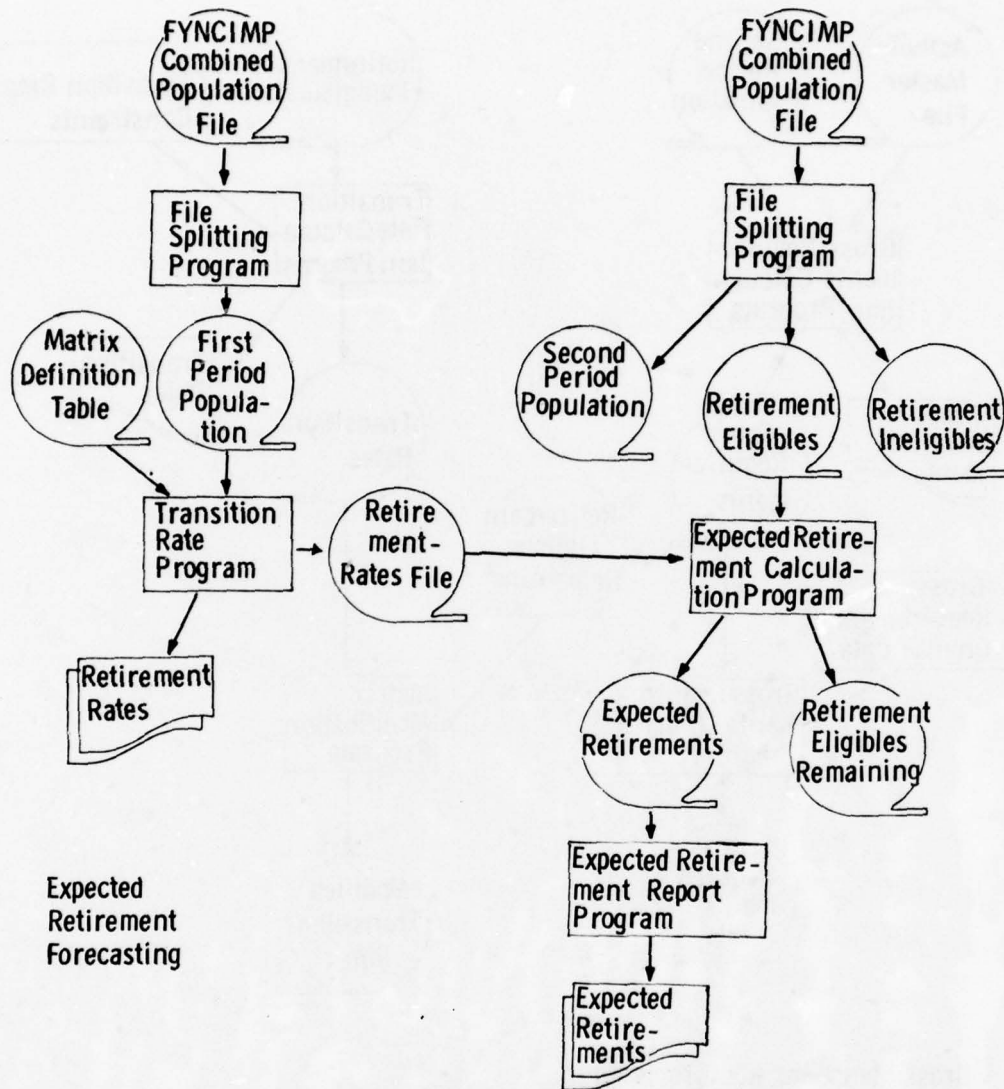 FYNCIMP
Combined
Population
File
File
Splitting
Program
Matrix
Definition
Table
First
Period
Popula-
tion
Transition
Rate
Program
Retire
ment-
Rates File
Retirement
Rates
FYNCIMP
Combined
Population
File
File
Splitting
Program
Second
Period
Population
Retirement
Eligibles
Retirement
Ineligibles
Expected Retire-
ment Calcula-
tion Program
Expected
Retirements
Retirement
Eligibles
Remaining
Expected Retire-
ment Report
Program
Expected
Retire-
ments
Expected
Retirement
Forecasting